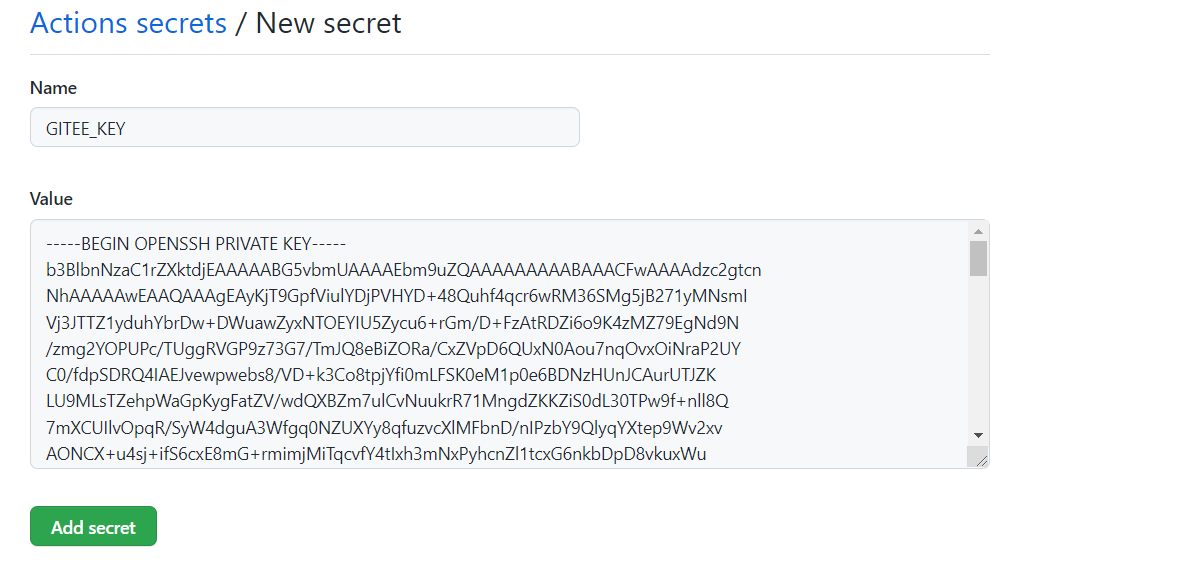 Actions secrets / New secret
Name
GITEE_KEY
Value
-----BEGIN OPENSSH PRIVATE KEY-----
b3BlbnNzaC1rZXktdjEAAAAABG5vbmUAAAAEbm9uZQAAAAAAAAABAAACFwAAAAdzc2gtcn
NhAAAAAwEAAQAAAgEAyKjT9GpfViulYDjPVHYD+48Quhf4qcr6wRM36SMg5jB271yMNsmI
Vj3JTTZ1yduhYbrDw+DWuawZyxNTOEYIU5Zycu6+rGm/D+FzAtRDZi6o9K4zMZ79EgNd9N
/zmg2YOPUPc/TUggRVGP9z73G7/TmJQ8eBiZORa/CxZVpD6QUxN0Aou7nqOvxOiNraP2UY
C0/fdpSDRQ4IAEJvewpwebs8/VD+k3Co8tpjYfi0mLFSK0eM1p0e6BDNzHUnJCAurUTJZK
LU9MLsTZehpWaGpKygFatZV/wdQXBZm7ulCvNuukrR71MngdZKKZiS0dL30TPw9f+nll8Q
7mXCUIlvOpqR/SyW4dguA3Wfgq0NZUXYy8qfuzvcXlMFbnD/nIPzbY9QlyqYXtep9Wv2xv
AONCX+u4sj+ifS6cxE8mG+rmimjMiTqcvfY4tIxh3mNxPyhcnZl1tcxG6nkbDpD8vkuxWu
Add secret